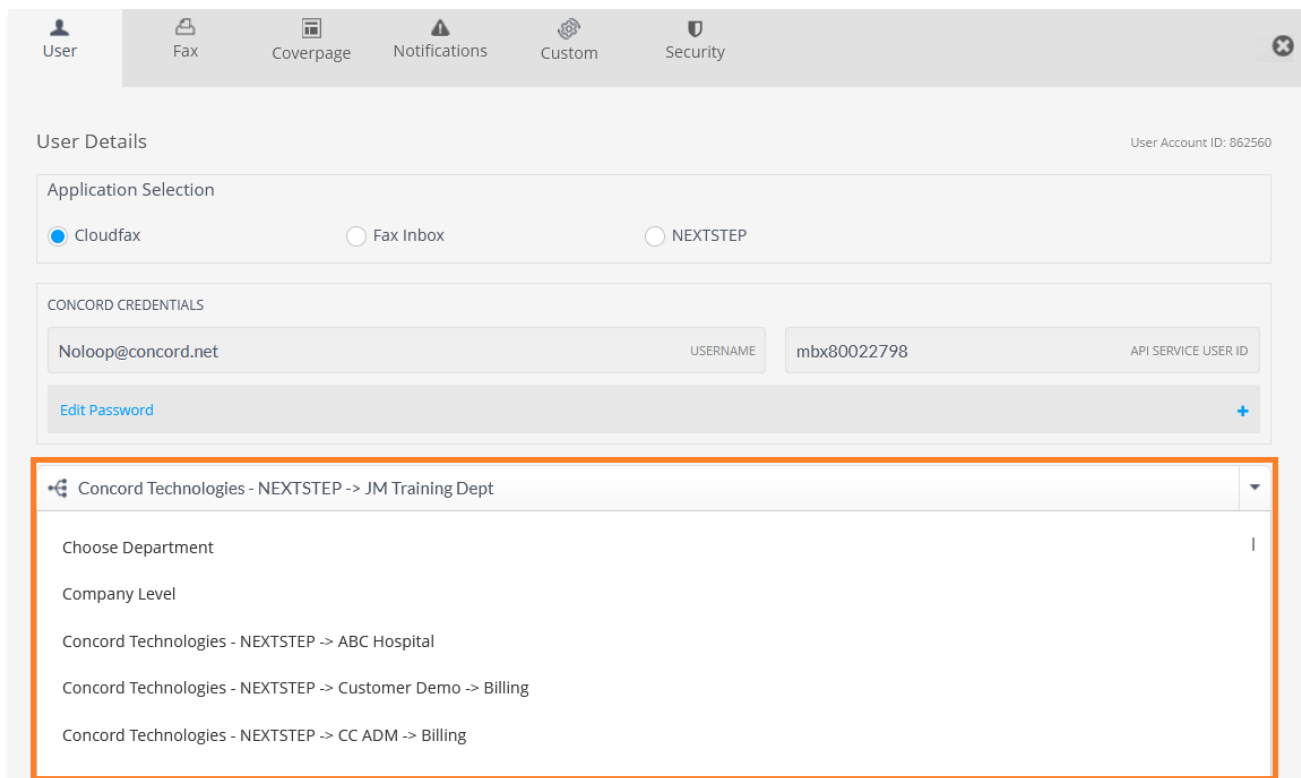 User Fax Coverpage Notifications Custom Security
User Details User Account ID: 862560
Application Selection
Cloudfax Fax Inbox NEXTSTEP
CONCORD CREDENTIALS
Noloop@concord.net USERNAME mbx80022798 API SERVICE USER ID
Edit Password +
Concord Technologies - NEXTSTEP -> JM Training Dept
Choose Department
Company Level
Concord Technologies - NEXTSTEP -> ABC Hospital
Concord Technologies - NEXTSTEP -> Customer Demo -> Billing
Concord Technologies - NEXTSTEP -> CC ADM -> Billing